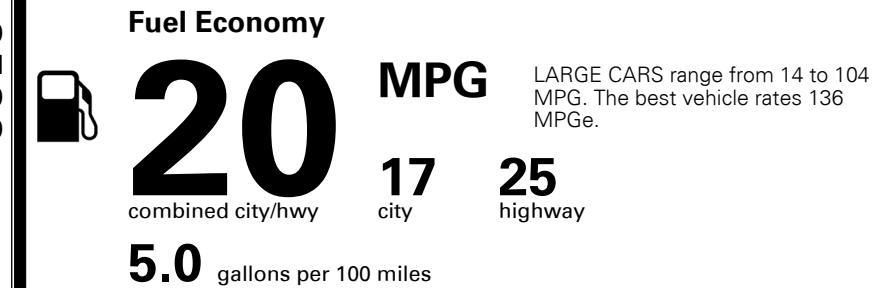 Fuel Economy
20 MPG
LARGE CARS range from 14 to 104
MPG. The best vehicle rates 136
MPGe.
combined city/hwy
17
city
25
highway
5.0 gallons per 100 miles